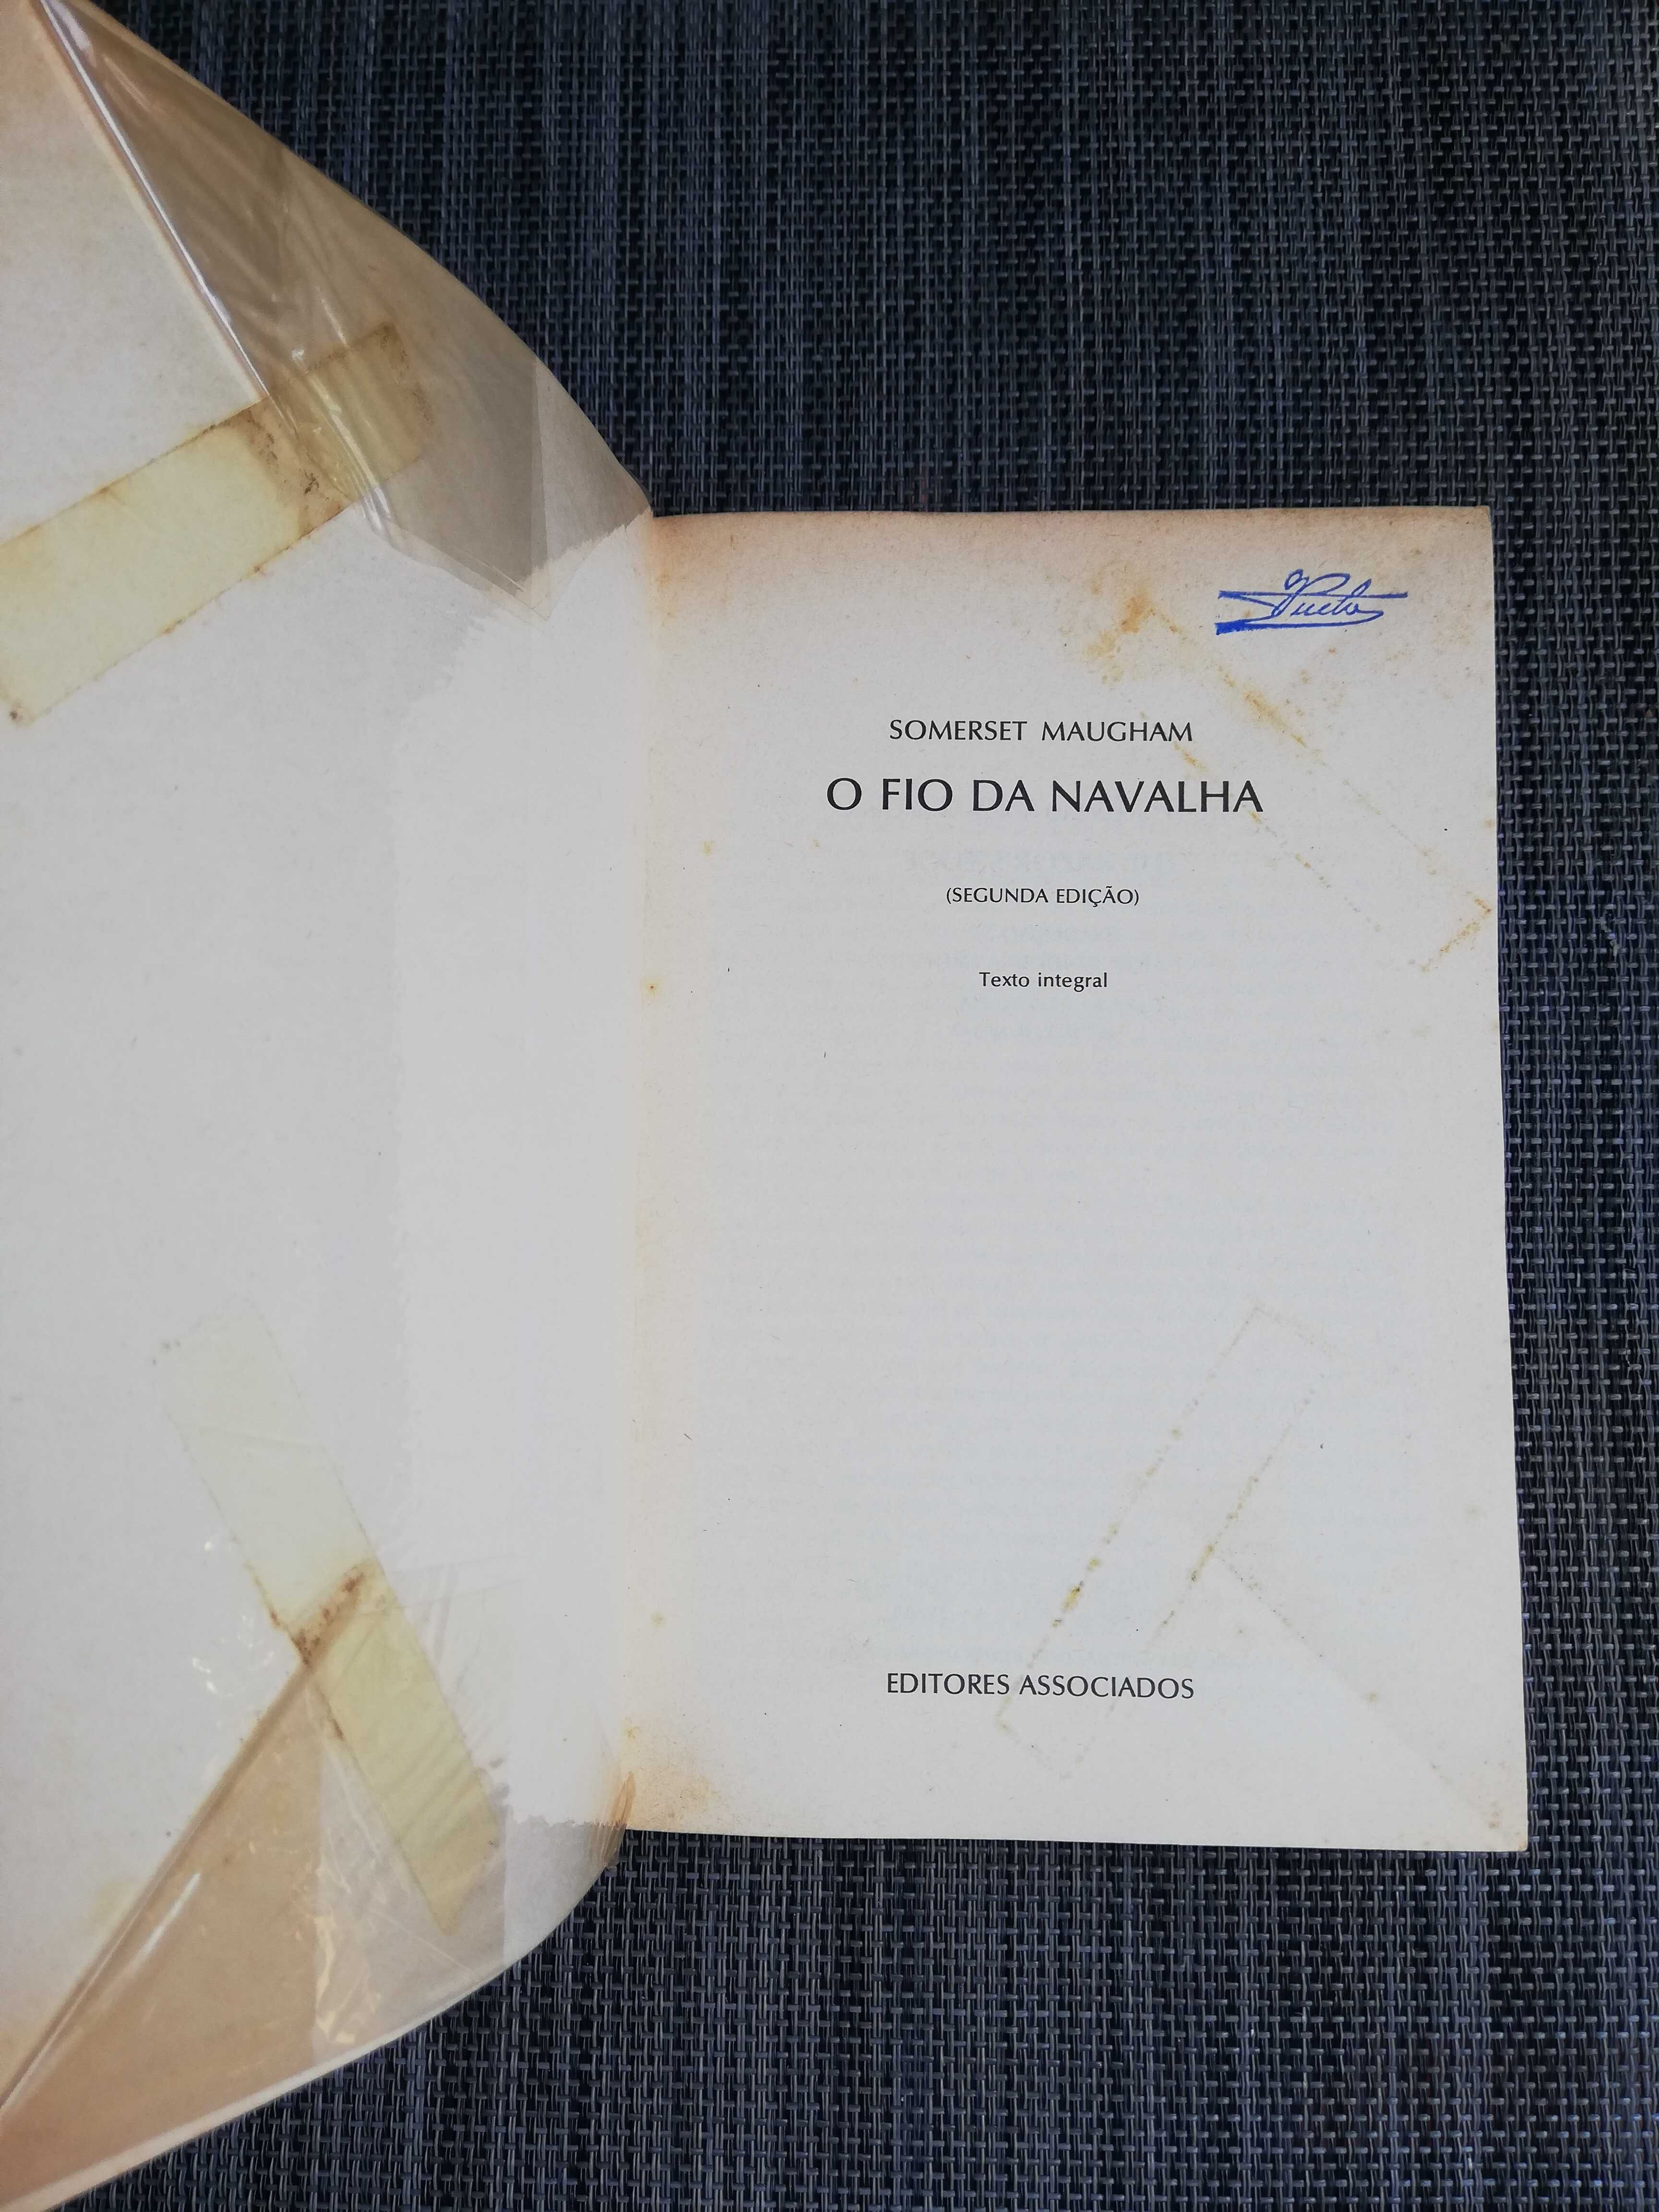 SOMERSET MAUGHAM
O FIO DA NAVALHA
(SEGUNDA EDIÇÃO)
Texto integral
EDITORES ASSOCIADOS